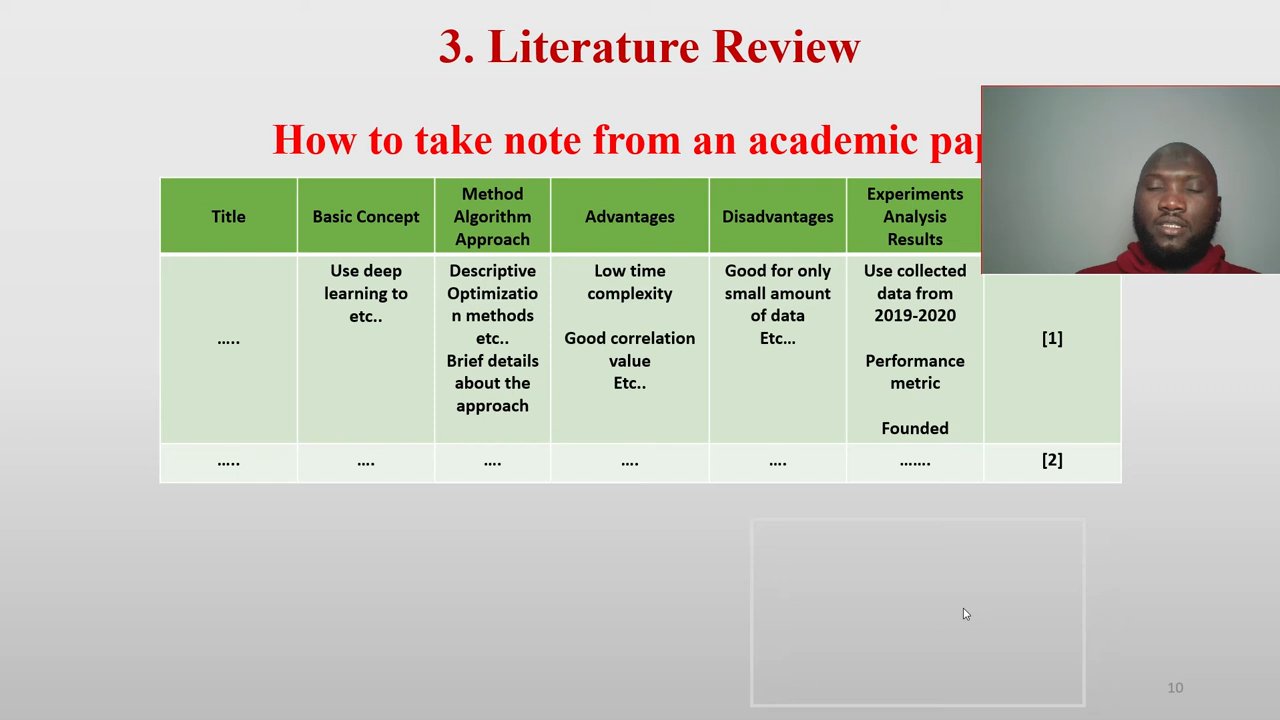 3. Literature Review
How to take note from an academic
Title
Basic Concept
Method
Algorithm
Approach
Advantages
Disadvantages
Experiments
Analysis
Results
…..
Use deep
learning to
etc..
Descriptive
Optimizatio
n methods
etc..
Brief details
about the
approach
Low time
complexity
Good correlation
value
Etc..
Good for only
small amount
of data
Etc…
Use collected
data from
2019-2020
Performance
metric
Founded
[1]
…..
….
….
….
….
…….
[2]
10